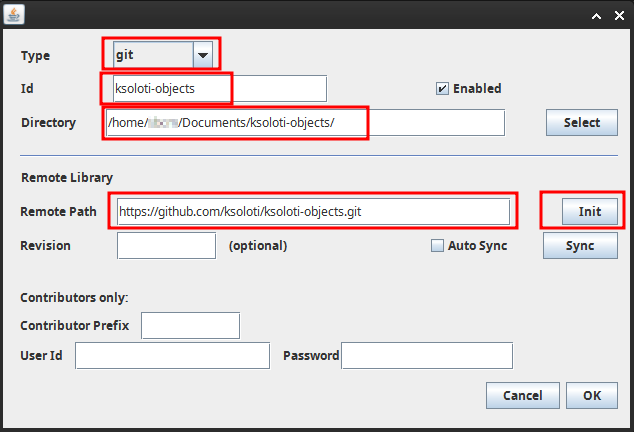 Type git
Id ksoloti-objects Enabled
Directory /home/ /Documents/ksoloti-objects/ Select
Remote Library
Remote Path https://github.com/ksoloti/ksoloti-objects.git Init
Revision (optional) Auto Sync Sync
Contributors only:
Contributor Prefix
User Id Password
Cancel OK